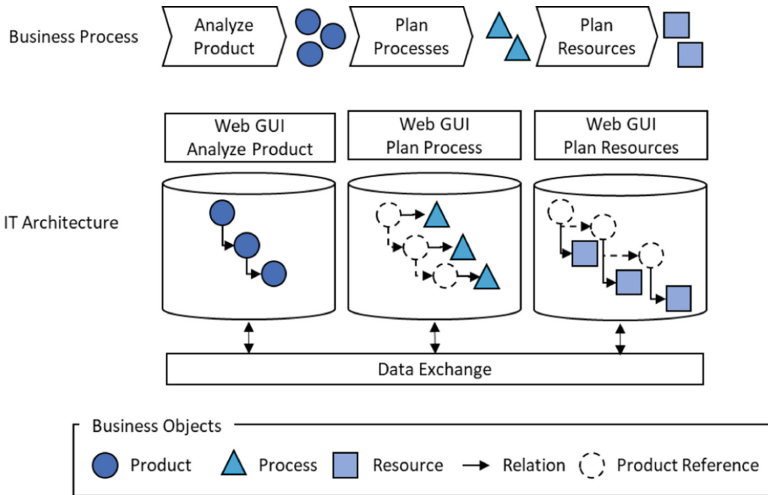 Business Process
Analyze
Product
Plan
Processes
Plan
Resources
Web GUI
Analyze Product
Web GUI
Plan Process
Web GUI
Plan Resources
IT Architecture
Data Exchange
Business Objects
Product
Process
Resource
Relation
Product Reference